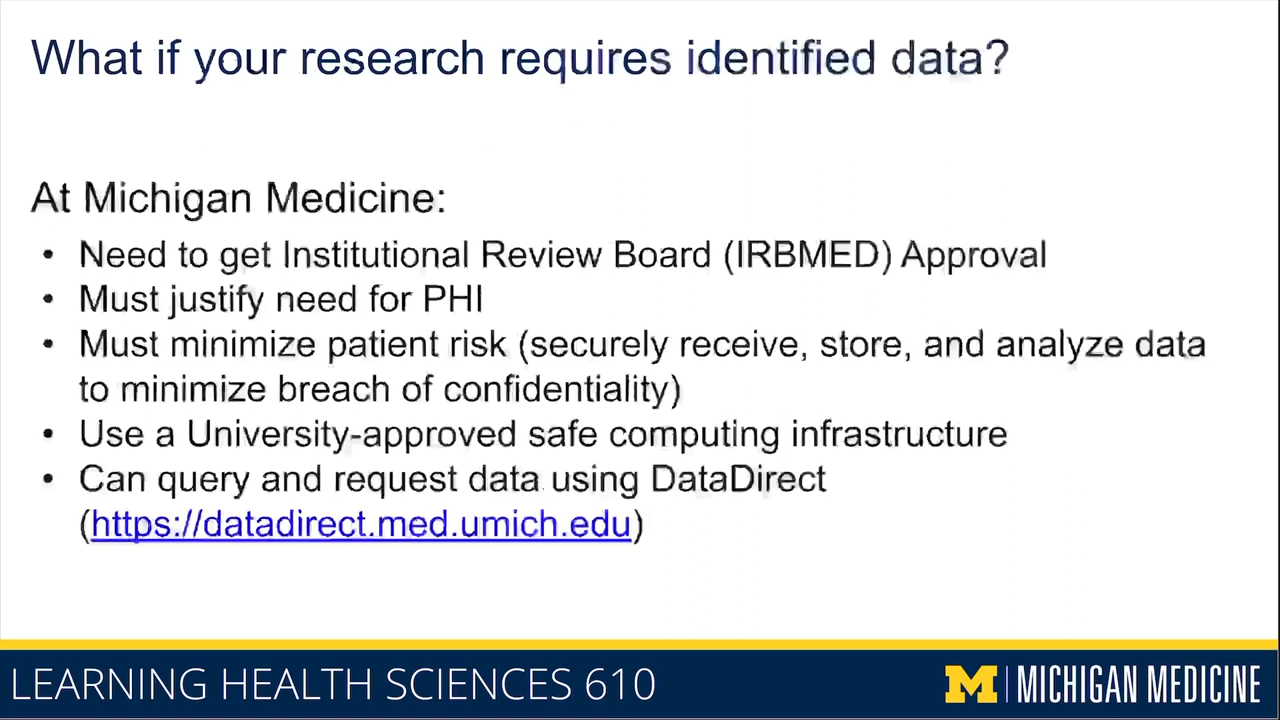 What if your research requires identified data?
At Michigan Medicine:
• Need to get Institutional Review Board (IRBMED) Approval
• Must justify need for PHI
• Must minimize patient risk (securely receive, store, and analyze data
to minimize breach of confidentiality)
• Use a University-approved safe computing infrastructure
• Can query and request data using DataDirect
(https://datadirect.med.umich.edu)
LEARNING HEALTH SCIENCES 610
M | MICHIGAN MEDICINE